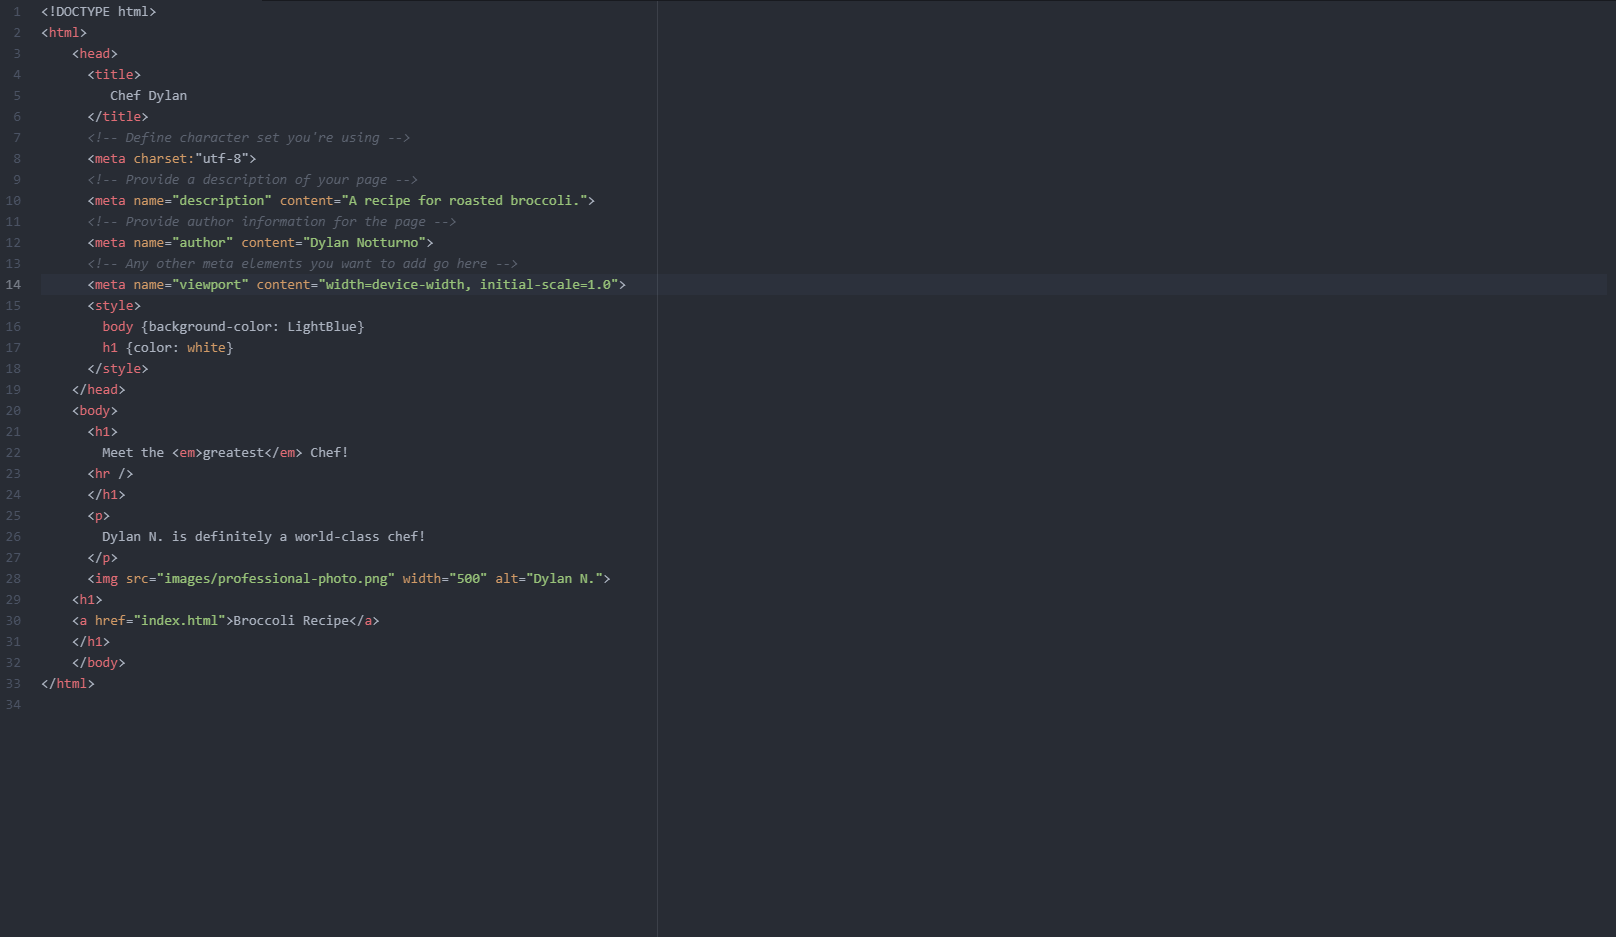 1 <!DOCTYPE html>
2 <html>
3 <head>
4 <title>
5 Chef Dylan
6 </title>
7 <!-- Define character set you're using -->
8 <meta charset:"utf-8">
9 <!-- Provide a description of your page -->
10 <meta name="description" content="A recipe for roasted broccoli.">
11 <!-- Provide author information for the page -->
12 <meta name="author" content="Dylan Notturno">
13 <!-- Any other meta elements you want to add go here -->
14 <meta name="viewport" content="width=device-width, initial-scale=1.0">
15 <style>
16 body {background-color: LightBlue}
17 h1 {color: white}
18 </style>
19 </head>
20 <body>
21 <h1>
22 Meet the <em>greatest</em> Chef!
23 <hr />
24 </h1>
25 <p>
26 Dylan N. is definitely a world-class chef!
27 </p>
28 <img src="images/professional-photo.png" width="500" alt="Dylan N.">
29 <h1>
30 <a href="index.html">Broccoli Recipe</a>
31 </h1>
32 </body>
33 </html>
34